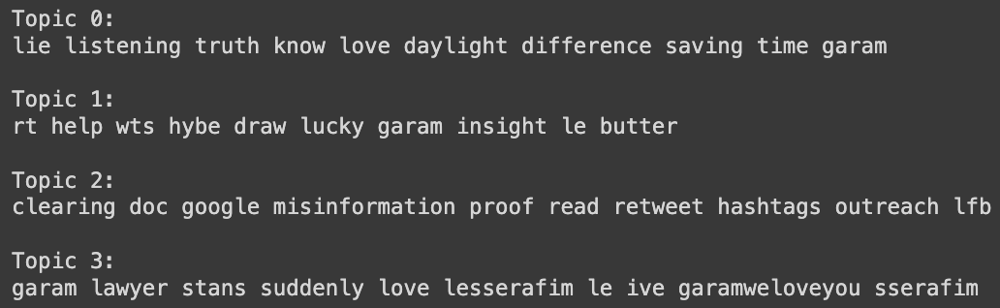 Topic 0:
lie listening truth know love daylight difference saving time garam
Topic 1:
rt help wts hybe draw lucky garam insight le butter
Topic 2:
clearing doc google misinformation proof read retweet hashtags outreach lfb
Topic 3:
garam lawyer stans suddenly love lesserafim le ive garamweloveyou sserafim